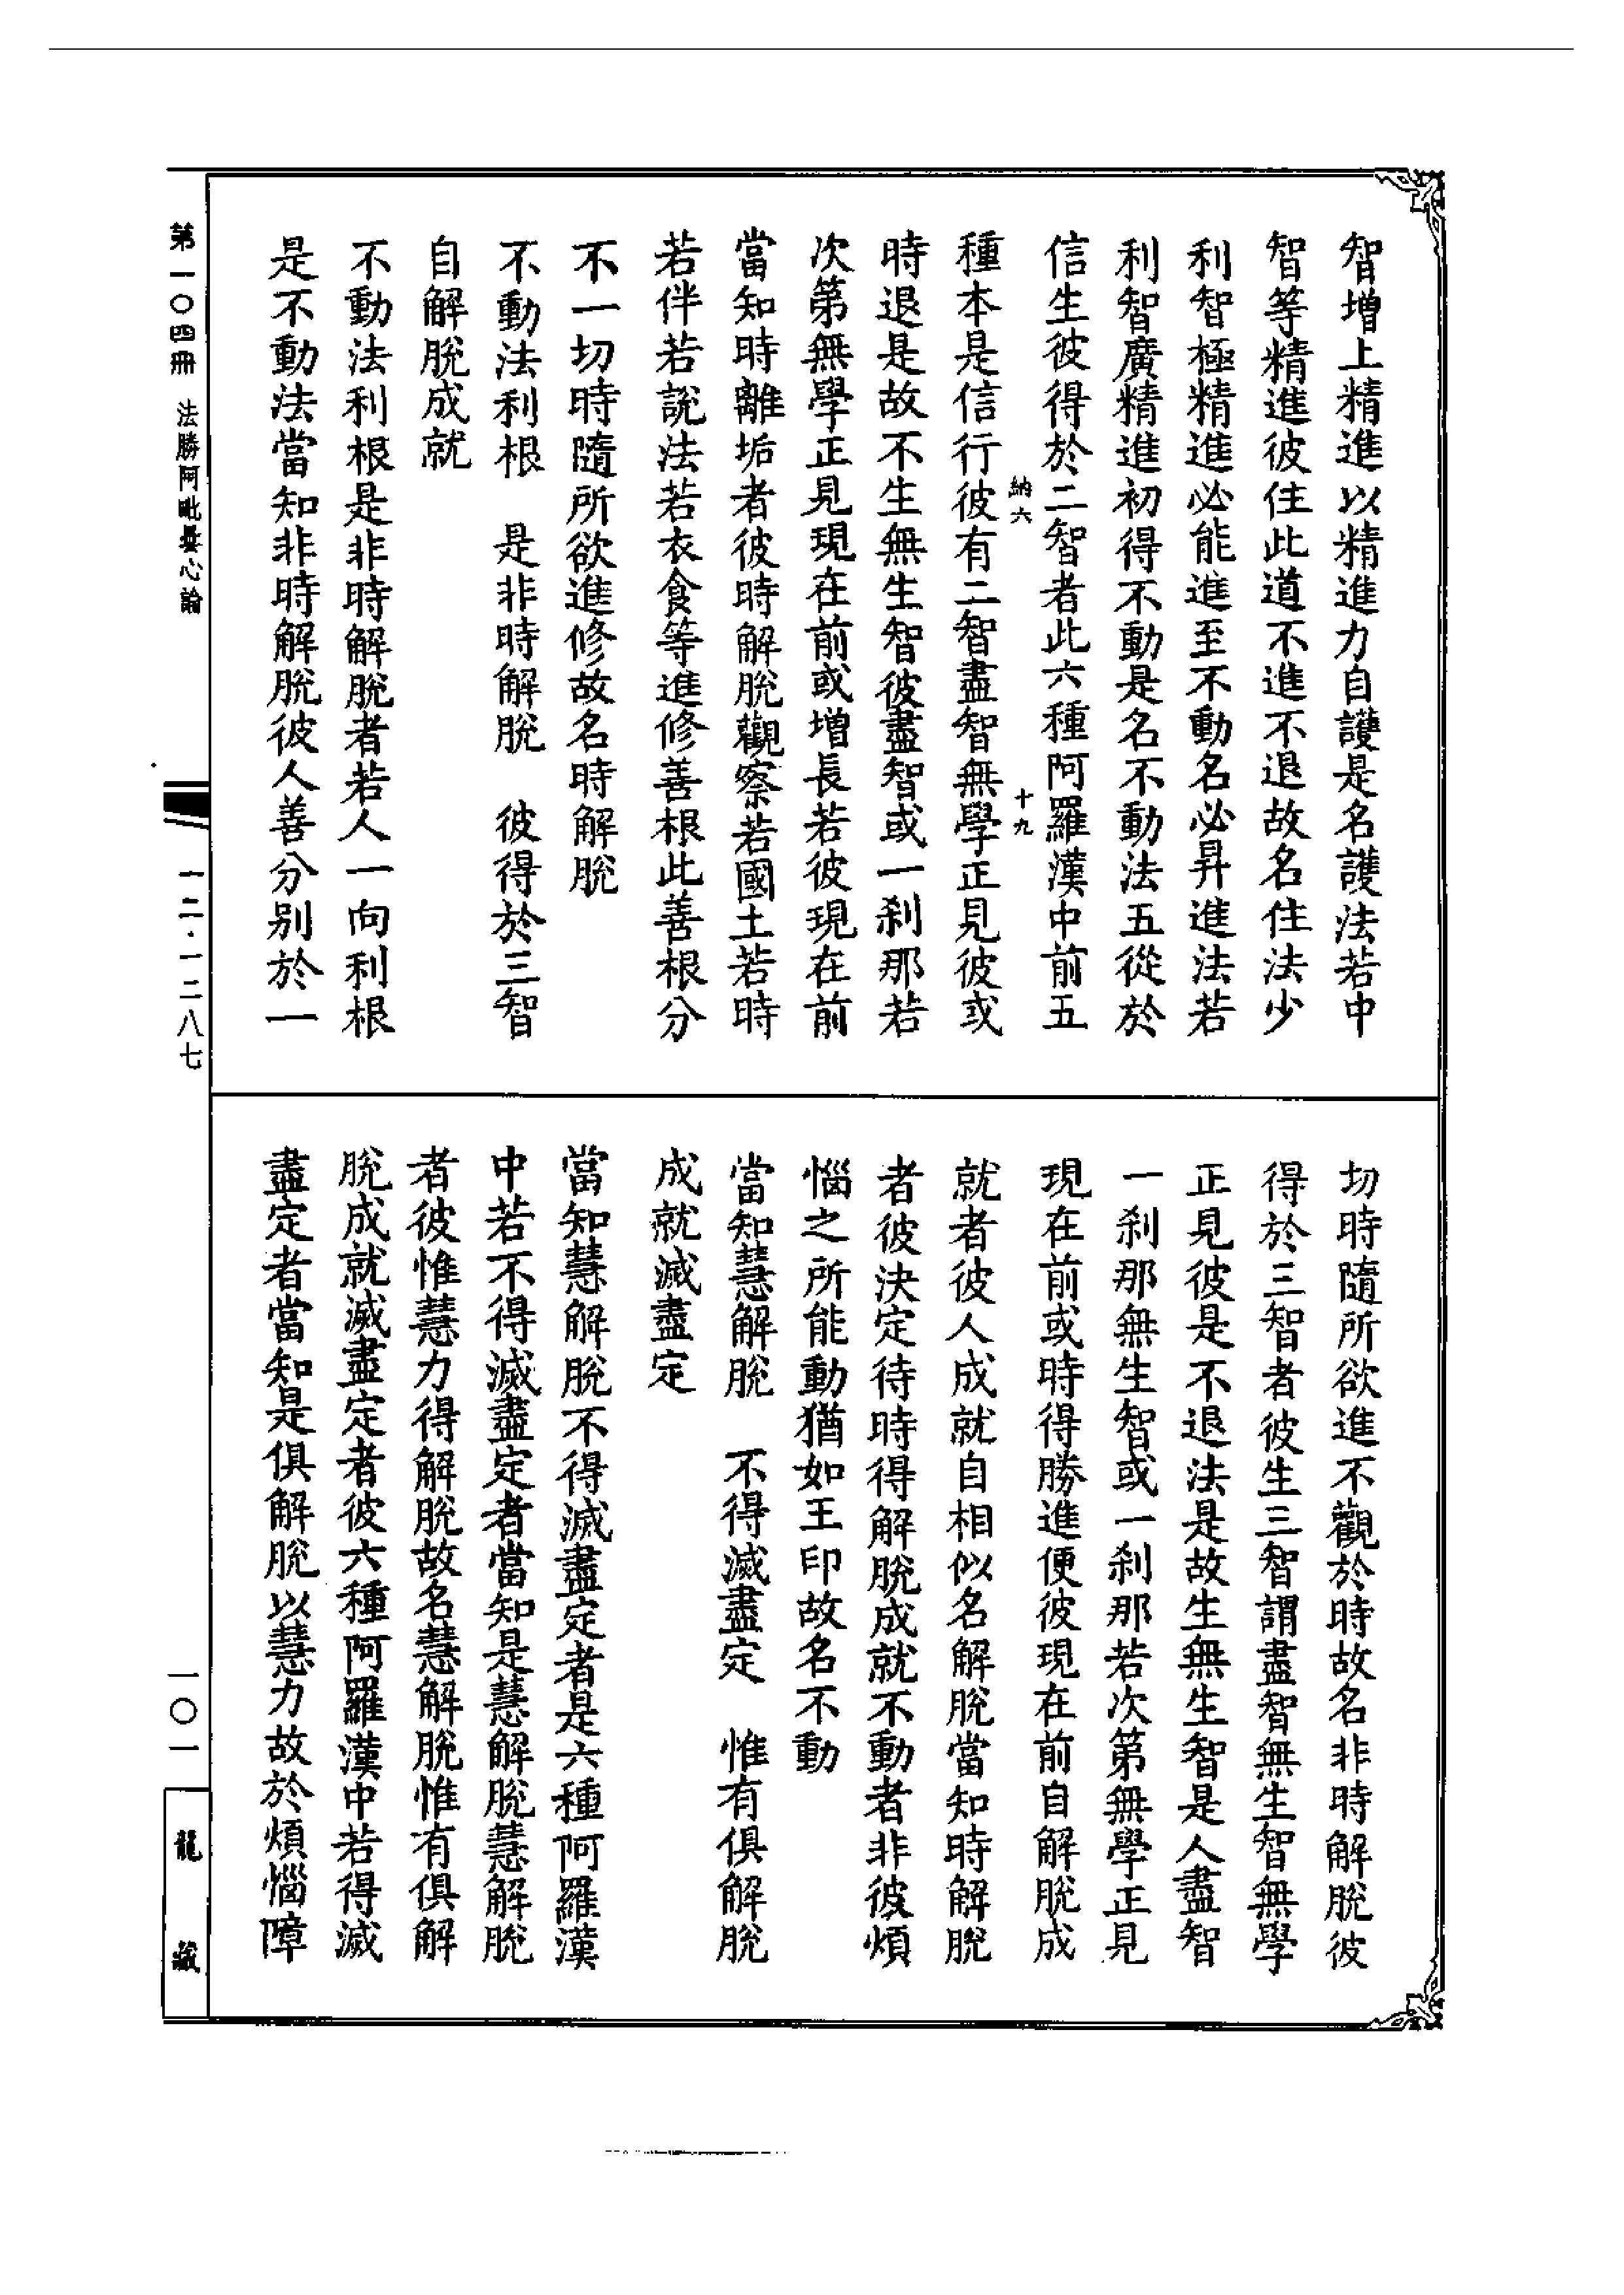 智增上精進以精進力自護是名護法若中
智等精進彼住此道不進不退故名住法少
利智極精進必能進至不動名必昇進法若
利智廣精進初得不動是名不動法五從於
信生彼得於二智者此六種阿羅漢中前五
納六 十九
種本是信行彼有二智盡智無學正見彼或
時退是故不生無生智彼盡智或一剎那若
次第無學正見現在前或增長若彼現在前
當知時離垢者彼時解脫觀察若國土若時
若伴若說法若衣食等進修善根此善根分
不一切時隨所欲進修故名時解脫
不動法利根 是非時解脫 彼得於三智
自解脫成就
不動法利根是非時解脫者若人一向利根
是不動法當知非時解脫彼人善分別於一
切時隨所欲進不觀於時故名非時解脫彼
得於三智者彼生三智謂盡智無生智無學
正見彼是不退法是故生無生智是人盡智
一剎那無生智或一剎那若次第無學正見
現在前或時得勝進便彼現在前自解脫成
就者彼人成就自相似名解脫當知時解脫
者彼決定待時得解脫成就不動者非彼煩
惱之所能動猶如王印故名不動
當知慧解脫 不得滅盡定 惟有俱解脫
成就滅盡定
當知慧解脫不得滅盡定者是六種阿羅漢
中若不得滅盡定者當知是慧解脫慧解脫
者彼惟慧力得解脫故名慧解脫惟有俱解
脫成就滅盡定者彼六種阿羅漢中若得滅
盡定者當知是俱解脫以慧力故於煩惱障
第一〇四冊 法勝阿毗曇心論
一二·一二八七
一〇一
龍藏